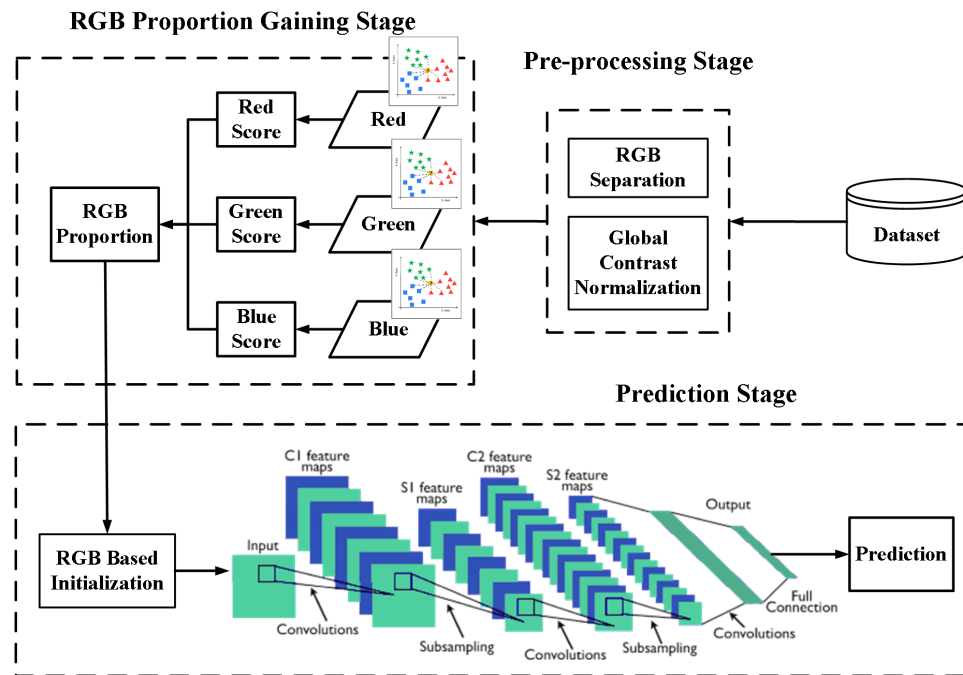 RGB Proportion Gaining Stage
Pre-processing Stage
Red
Score
Red
Green
Score
Green
Blue
Score
Blue
RGB
Proportion
RGB
Separation
Global
Contrast
Normalization
Dataset
Prediction Stage
RGB Based
Initialization
Input
C1 feature
maps
S1 feature
maps
C2 feature
maps
S2 feature
maps
Output
Convolutions
Subsampling
Convolutions
Subsampling
Convolutions
Full
Connection
Prediction